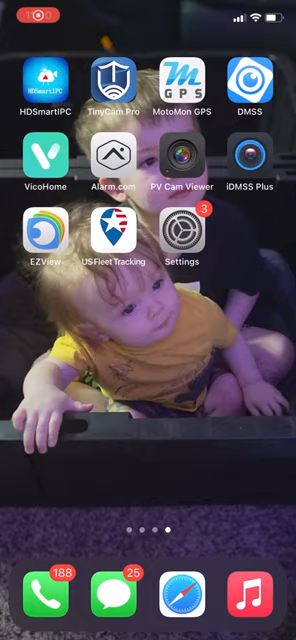 HDSmartIPC TinyCam Pro MotoMon GPS DMSS
VicoHome Alarm.com PV Cam Viewer iDMSS Plus
3
EZView US Fleet Tracking Settings
188 25